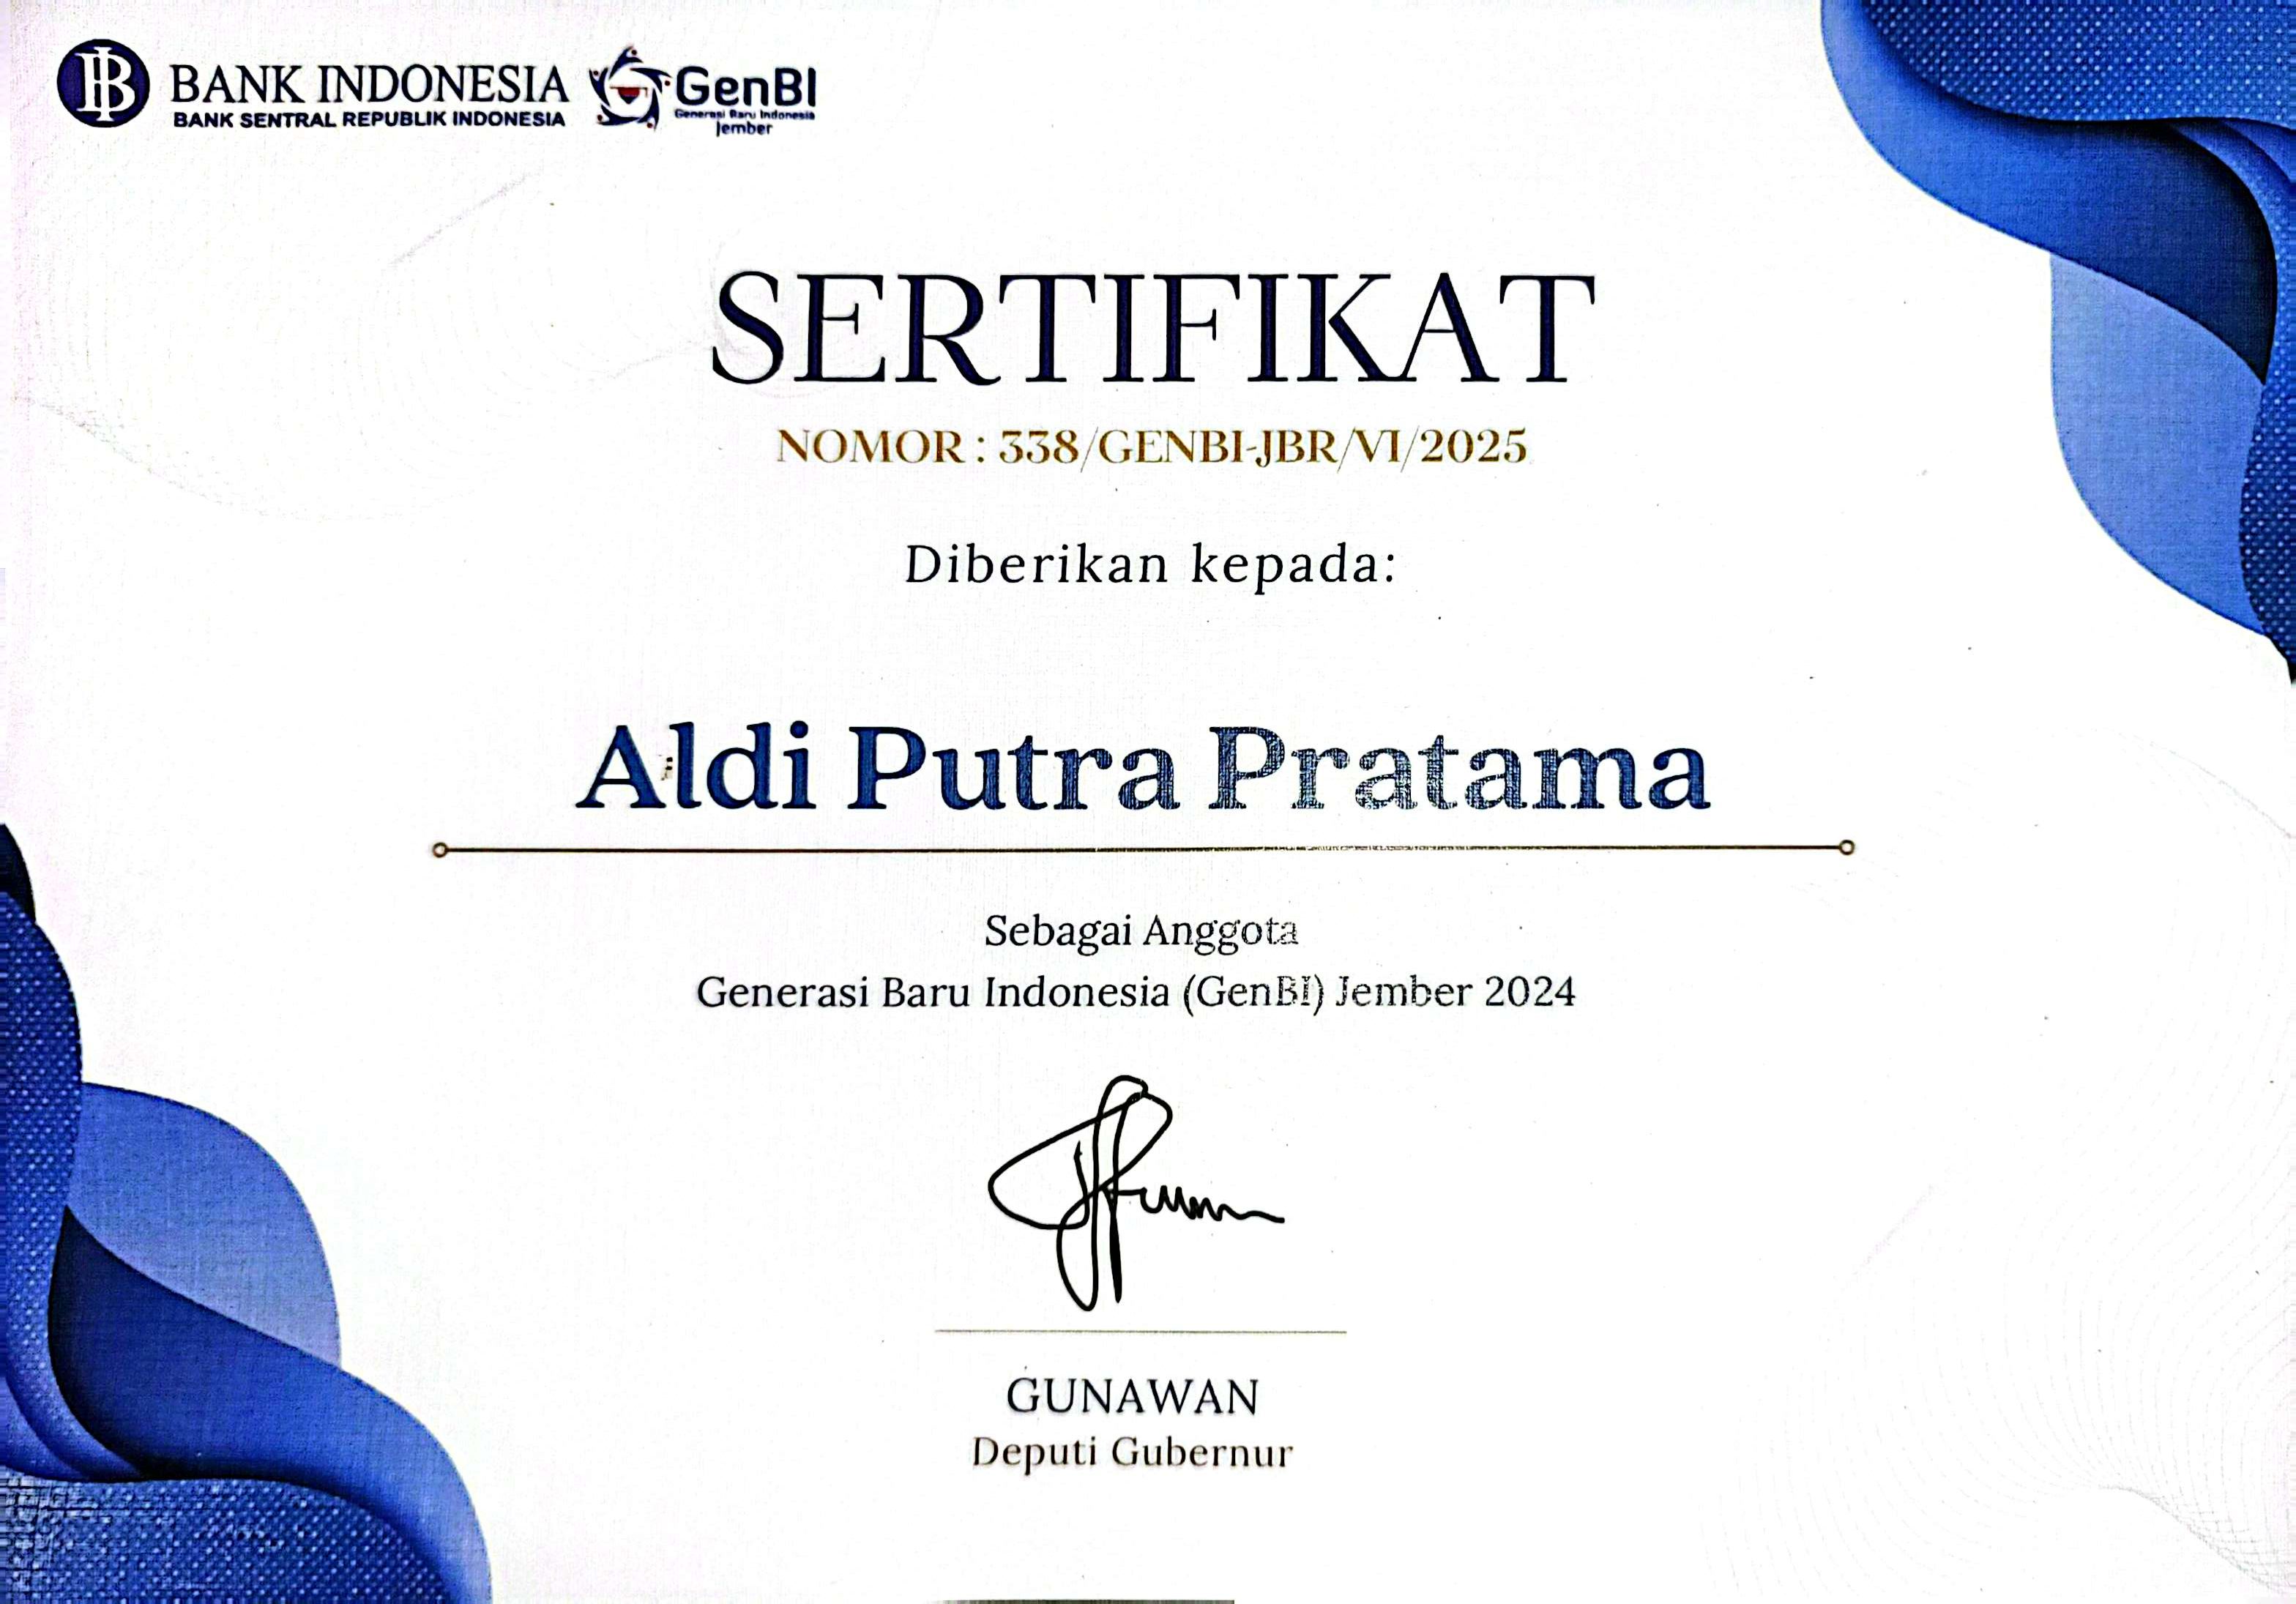 BANK INDONESIA
BANK SENTRAL REPUBLIK INDONESIA
GenBI
Generasi Baru Indonesia
Jember
SERTIFIKAT
NOMOR : 338/GENBI-JBR/VI/2025
Diberikan kepada:
Aldi Putra Pratama
Sebagai Anggota
Generasi Baru Indonesia (GenBI) Jember 2024
GUNAWAN
Deputi Gubernur